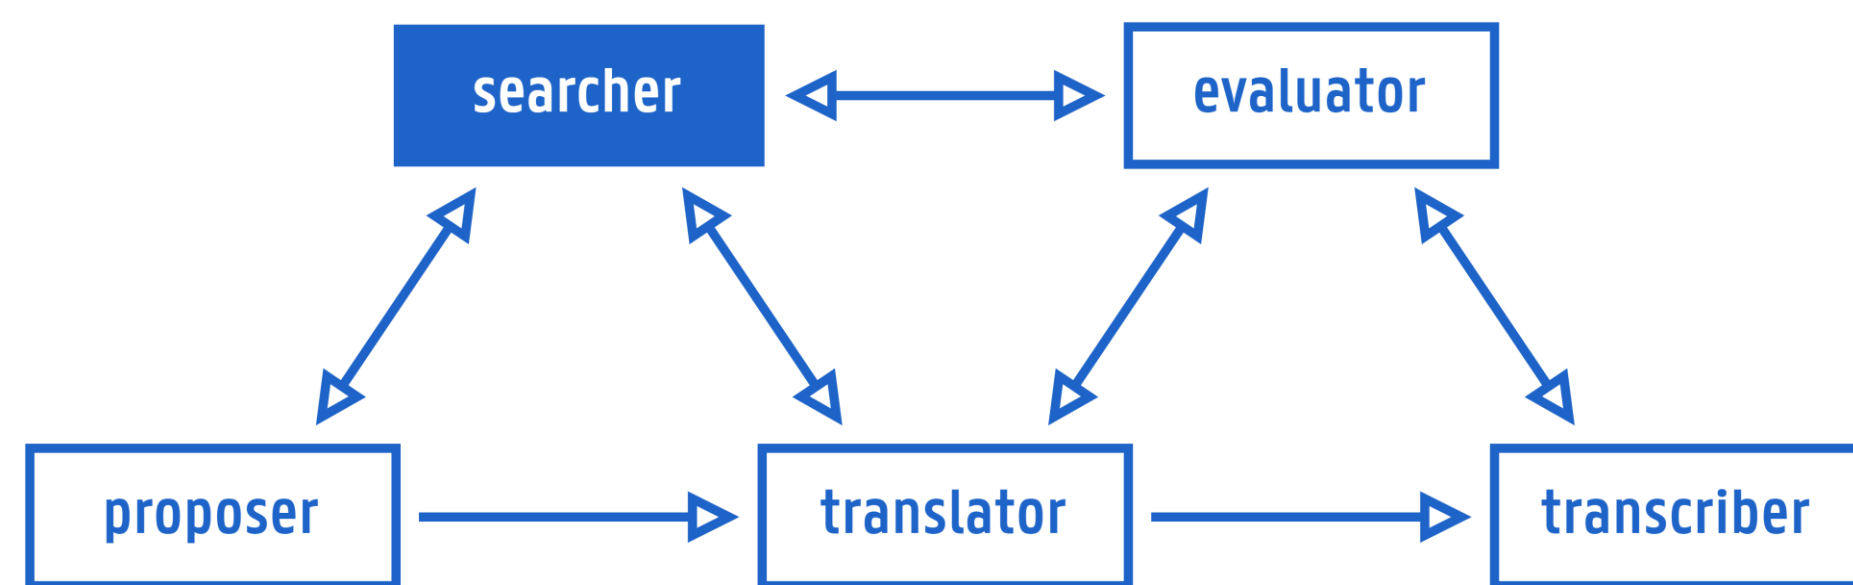 searcher
evaluator
proposer
translator
transcriber